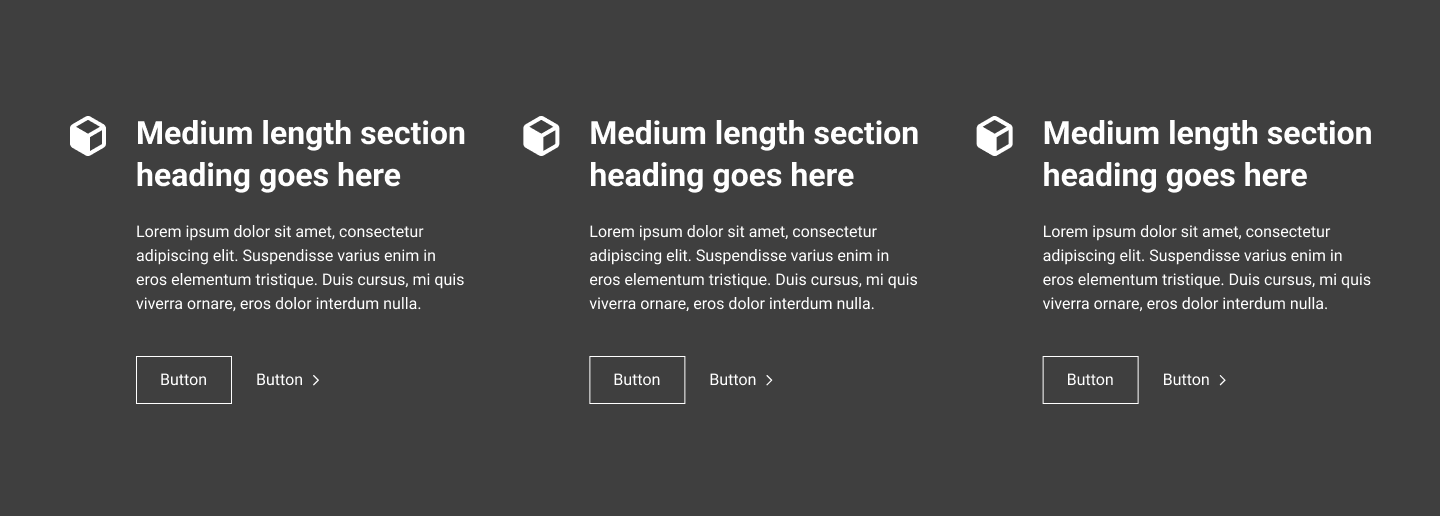 Medium length section
heading goes here
Lorem ipsum dolor sit amet, consectetur
adipiscing elit. Suspendisse varius enim in
eros elementum tristique. Duis cursus, mi quis
viverra ornare, eros dolor interdum nulla.
Button
Button
Medium length section
heading goes here
Lorem ipsum dolor sit amet, consectetur
adipiscing elit. Suspendisse varius enim in
eros elementum tristique. Duis cursus, mi quis
viverra ornare, eros dolor interdum nulla.
Button
Button
Medium length section
heading goes here
Lorem ipsum dolor sit amet, consectetur
adipiscing elit. Suspendisse varius enim in
eros elementum tristique. Duis cursus, mi quis
viverra ornare, eros dolor interdum nulla.
Button
Button